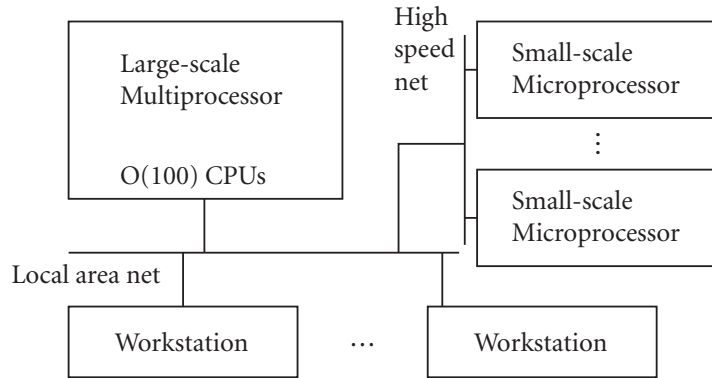 Large-scale
Multiprocessor
O(100) CPUs
High
speed
net
Small-scale
Microprocessor
⋮
Small-scale
Microprocessor
Local area net
Workstation
...
Workstation